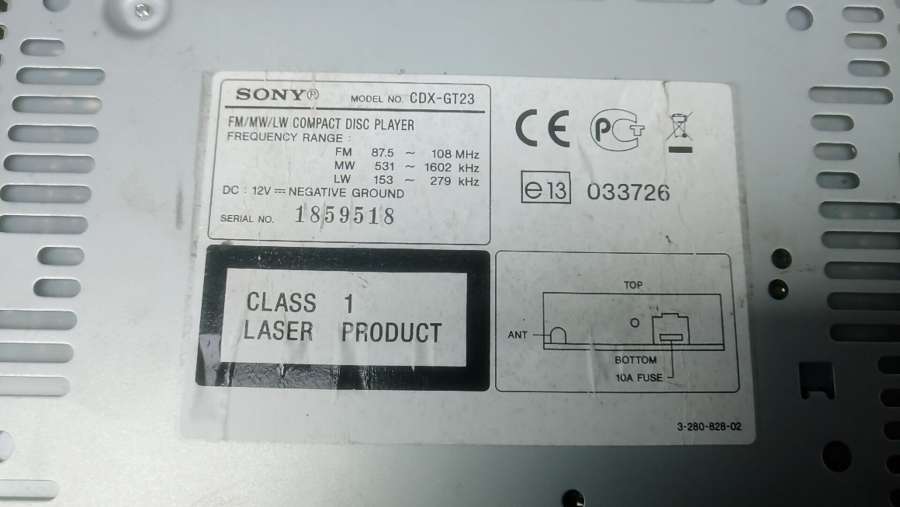 SONY® MODEL NO. CDX-GT23
FM/MW/LW COMPACT DISC PLAYER
FREQUENCY RANGE :
FM 87.5 ~ 108 MHz
MW 531 ~ 1602 kHz
LW 153 ~ 279 kHz
DC : 12V ⎓ NEGATIVE GROUND
SERIAL NO. 1859518
CE PCT
e13 033726
CLASS 1
LASER PRODUCT
TOP
ANT
BOTTOM
10A FUSE
3-280-828-02